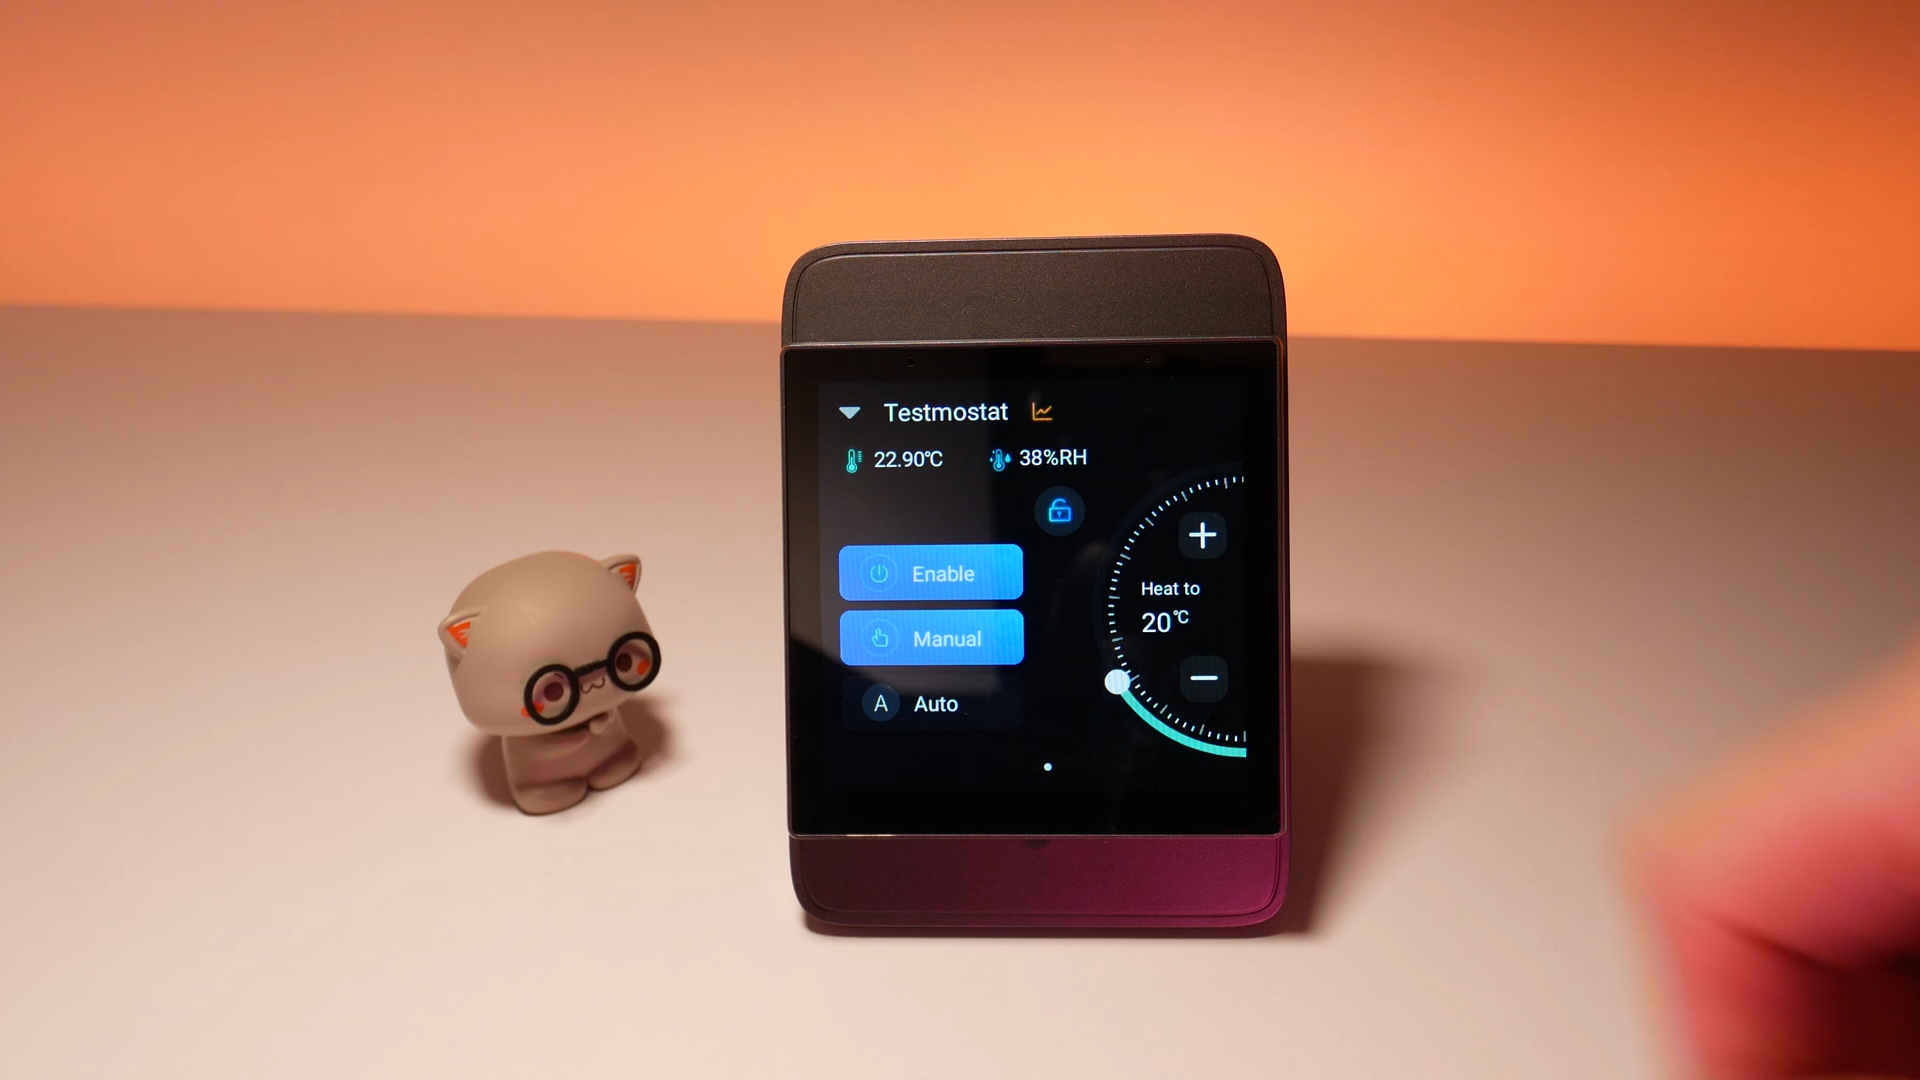 Testmostat
22.90℃ 38%RH
Enable
Manual
A Auto
Heat to
20℃